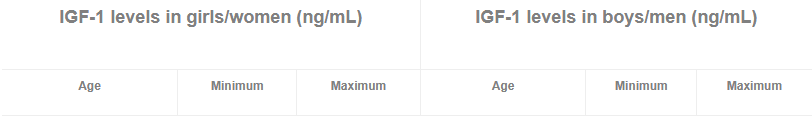 IGF-1 levels in girls/women (ng/mL) IGF-1 levels in boys/men (ng/mL)
Age Minimum Maximum Age Minimum Maximum